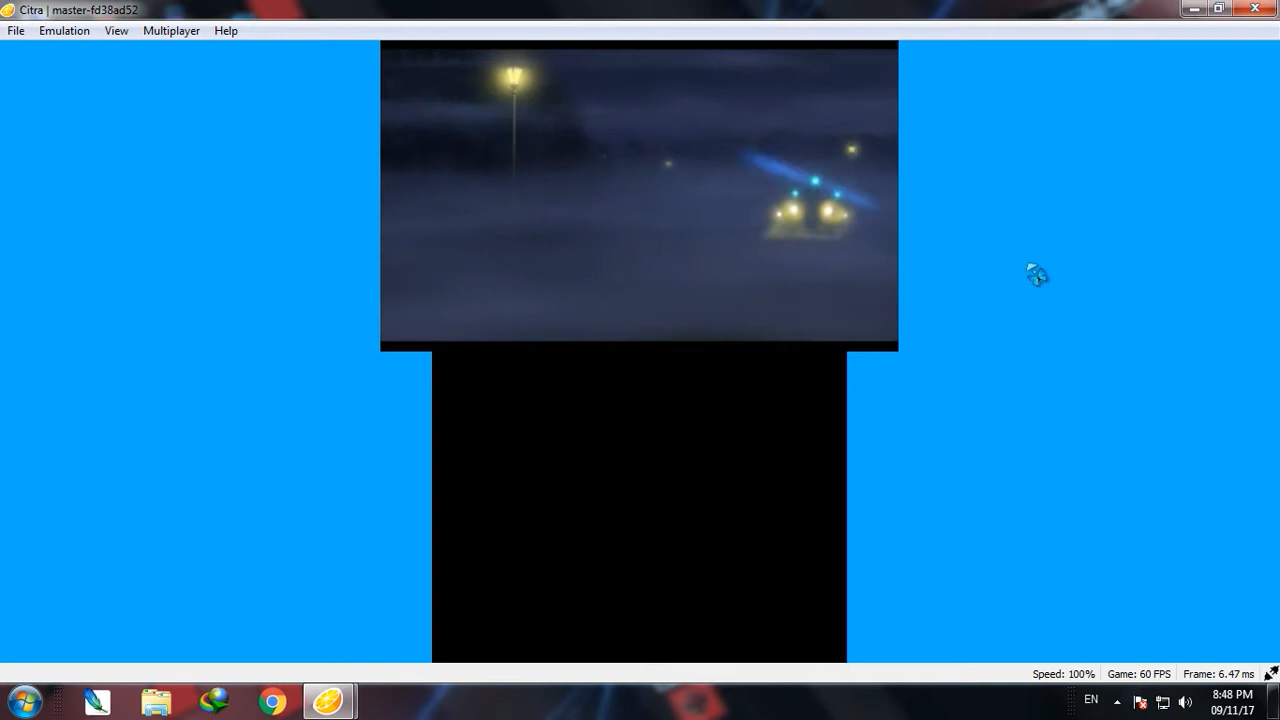 Citra | master-fd38ad52
File Emulation View Multiplayer Help
Speed: 100% Game: 60 FPS Frame: 6.47 ms
EN 8:48 PM
09/11/17